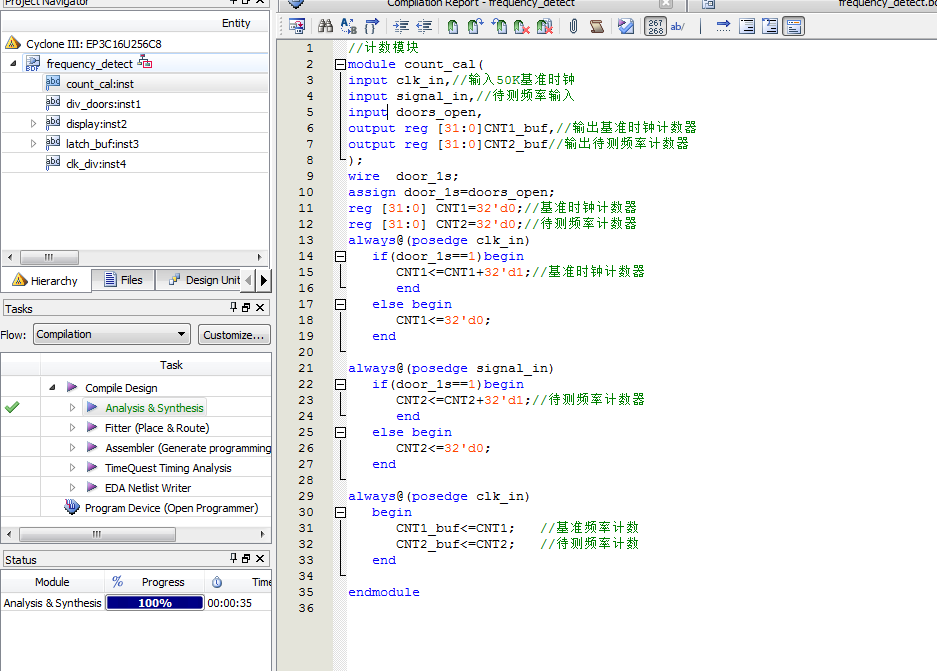 Project Navigator
Entity
Cyclone III: EP3C16U256C8
frequency_detect
count_cal:inst
div_doors:inst1
display:inst2
latch_buf:inst3
clk_div:inst4
Hierarchy
Files
Design Unit
Tasks
Flow:
Compilation
Customize...
Task
Compile Design
Analysis & Synthesis
Fitter (Place & Route)
Assembler (Generate programming
TimeQuest Timing Analysis
EDA Netlist Writer
Program Device (Open Programmer)
Status
Module
%
Progress
Time
Analysis & Synthesis
100%
00:00:35
Compilation Report - frequency_detect
frequency_detect.bd
267
268
ab/
1 //计数模块
2 module count_cal(
3 input clk_in,//输入50K基准时钟
4 input signal_in,//待测频率输入
5 input doors_open,
6 output reg [31:0]CNT1_buf,//输出基准时钟计数器
7 output reg [31:0]CNT2_buf//输出待测频率计数器
8 );
9 wire  door_1s;
10 assign door_1s=doors_open;
11 reg [31:0] CNT1=32'd0;//基准时钟计数器
12 reg [31:0] CNT2=32'd0;//待测频率计数器
13 always@(posedge clk_in)
14    if(door_1s==1)begin
15       CNT1<=CNT1+32'd1;//基准时钟计数器
16       end
17    else begin
18       CNT1<=32'd0;
19    end
20
21 always@(posedge signal_in)
22    if(door_1s==1)begin
23       CNT2<=CNT2+32'd1;//待测频率计数器
24       end
25    else begin
26       CNT2<=32'd0;
27    end
28
29 always@(posedge clk_in)
30    begin
31       CNT1_buf<=CNT1;   //基准频率计数
32       CNT2_buf<=CNT2;   //待测频率计数
33    end
34
35 endmodule
36